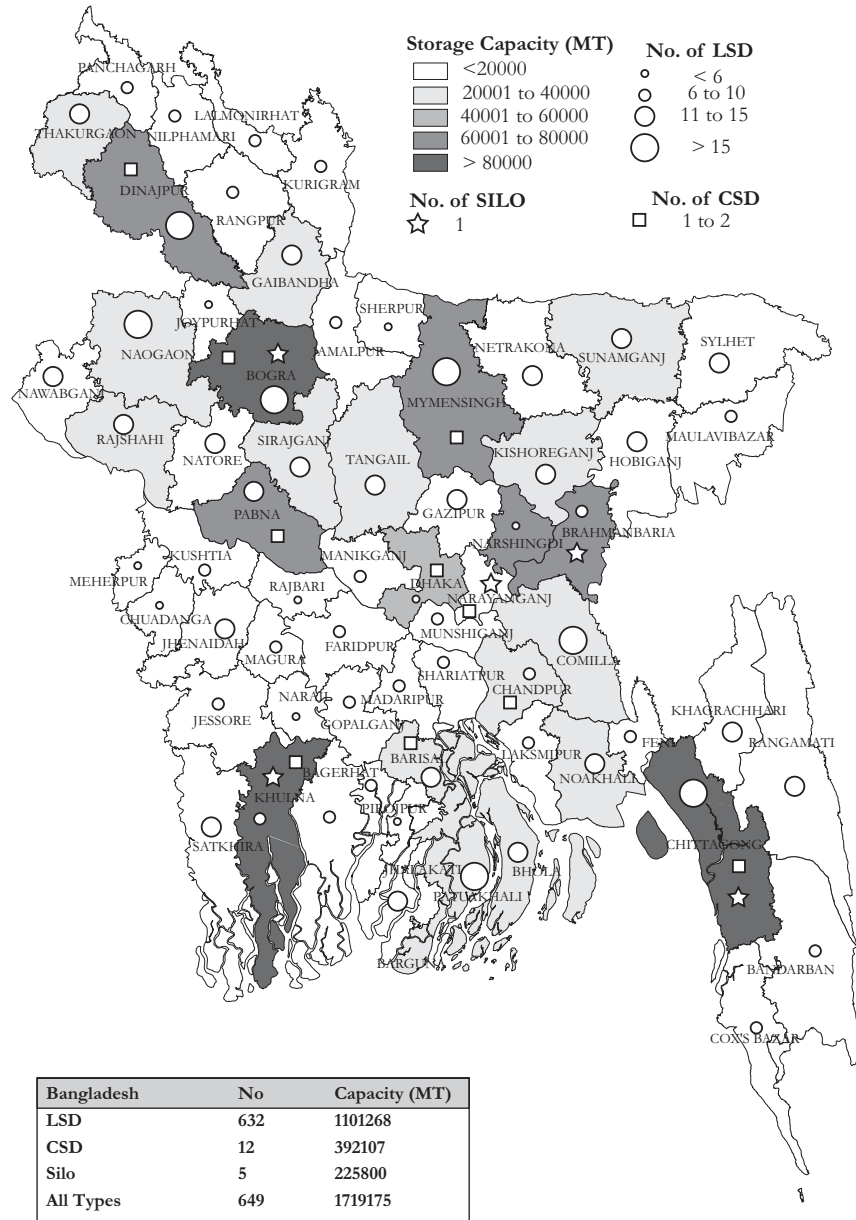 Storage Capacity (MT)
<20000
20001 to 40000
40001 to 60000
60001 to 80000
> 80000
No. of LSD
< 6
6 to 10
11 to 15
> 15
No. of SILO
1
No. of CSD
1 to 2
PANCHAGARH
THAKURGAON
NILPHAMARI
LALMONIRHAT
DINAJPUR
KURIGRAM
RANGPUR
GAIBANDHA
JOYPURHAT
SHERPUR
NAOGAON
JAMALPUR
NETRAKONA
SUNAMGANJ
SYLHET
BOGRA
NAWABGANJ
MYMENSINGH
RAJSHAHI
SIRAJGANJ
NATORE
TANGAIL
KISHOREGANJ
HOBIGANJ
MAULAVIBAZAR
PABNA
GAZIPUR
NARSHINGDI
BRAHMANBARIA
KUSHTIA
MANIKGANJ
MEHERPUR
DHAKA
RAJBARI
NARAYANGANJ
CHUADANGA
JHENAIDAH
MUNSHIGANJ
FARIDPUR
MAGURA
COMILLA
SHARIATPUR
CHANDPUR
NARAIL
MADARIPUR
JESSORE
GOPALGANJ
KHAGRACHHARI
FENI
RANGAMATI
BARISAL
LAKSMIPUR
BAGERHAT
NOAKHALI
KHULNA
PIROJPUR
SATKHIRA
CHITTAGONG
JHALAKATI
BHOLA
PATUAKHALI
BARGUNA
BANDARBAN
COX'S BAZAR
Bangladesh No Capacity (MT)
LSD 632 1101268
CSD 12 392107
Silo 5 225800
All Types 649 1719175